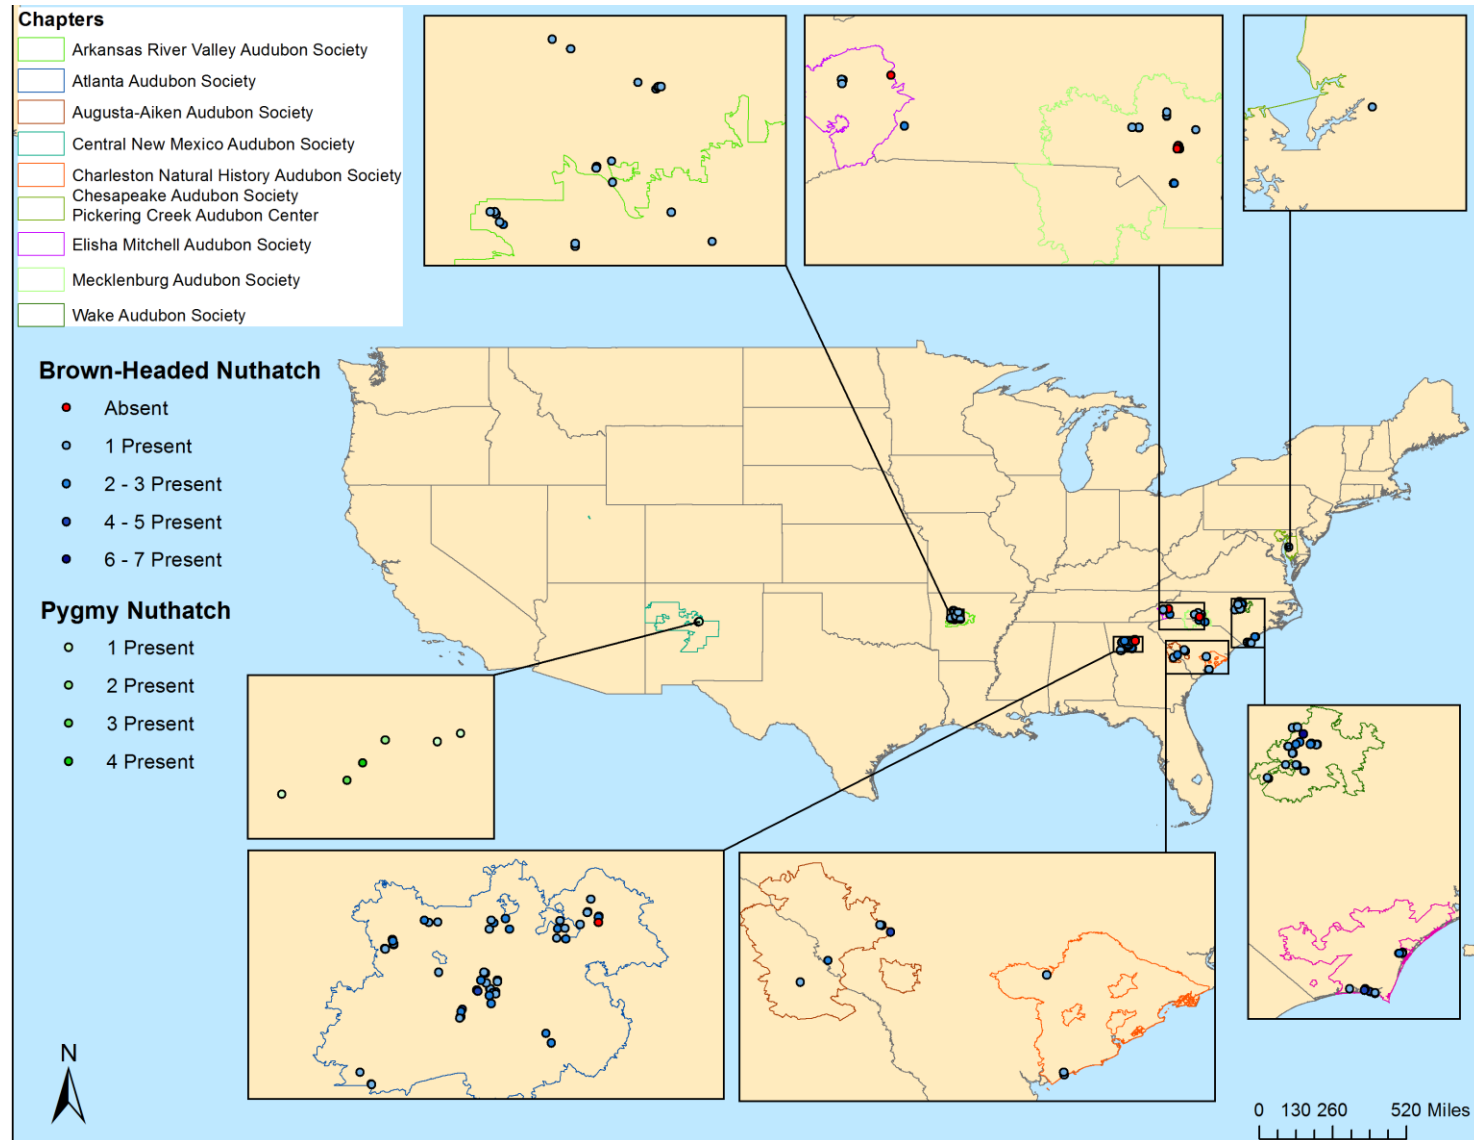 Chapters
Arkansas River Valley Audubon Society
Atlanta Audubon Society
Augusta-Aiken Audubon Society
Central New Mexico Audubon Society
Charleston Natural History Audubon Society
Chesapeake Audubon Society
Pickering Creek Audubon Center
Elisha Mitchell Audubon Society
Mecklenburg Audubon Society
Wake Audubon Society
Brown-Headed Nuthatch
Absent
1 Present
2 - 3 Present
4 - 5 Present
6 - 7 Present
Pygmy Nuthatch
1 Present
2 Present
3 Present
4 Present
N
0 130 260 520 Miles